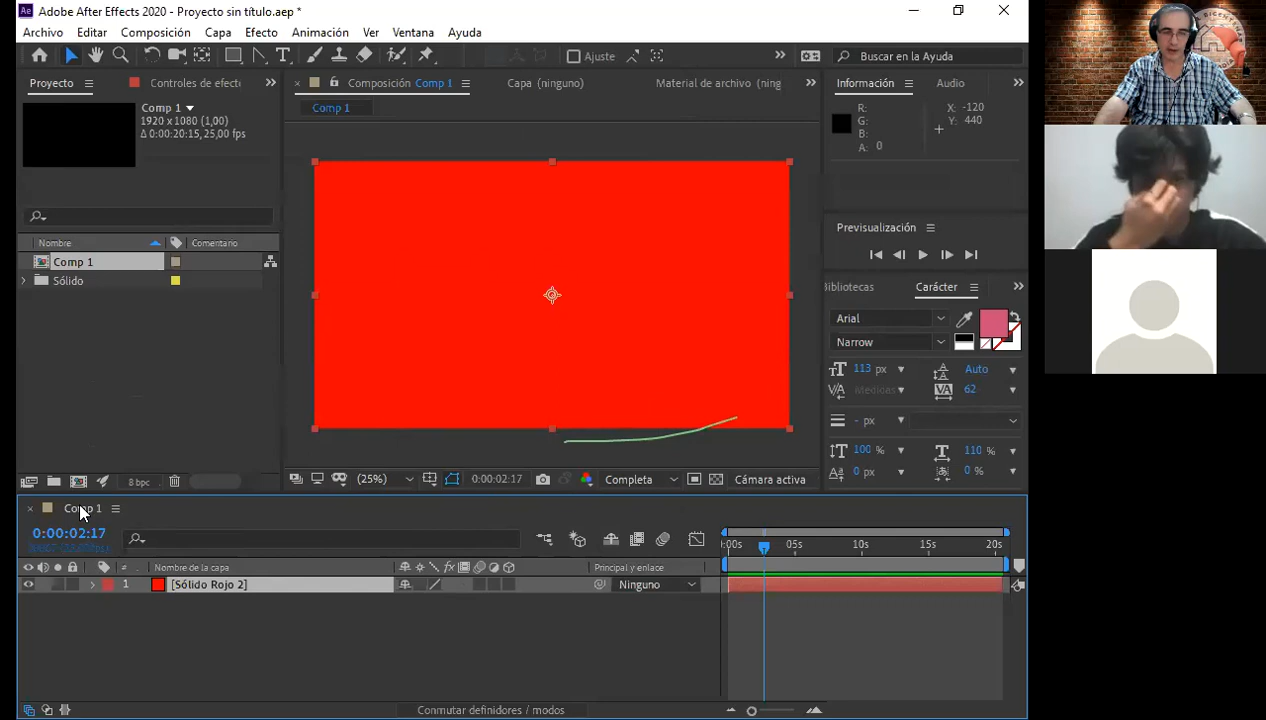 Adobe After Effects 2020 - Proyecto sin título.aep *
Archivo Editar Composición Capa Efecto Animación Ver Ventana Ayuda
Ajuste
Buscar en la Ayuda
Proyecto
Controles de efect
Composición Comp 1
Capa (ninguno)
Material de archivo (ning
Información
Audio
Comp 1
Comp 1
1920 x 1080 (1,00)
Δ 0:00:20:15, 25,00 fps
R:
G:
B:
A: 0
X: -120
Y: 440
Previsualización
Nombre
Comentario
Comp 1
Sólido
Bibliotecas
Carácter
Arial
Narrow
113 px
Auto
62
- px
100 %
110 %
0 px
0 %
8 bpc
(25%)
0:00:02:17
Completa
Cámara activa
Comp 1
0:00:02:17
:00s
05s
10s
15s
20s
#
Nombre de la capa
fx
Principal y enlace
1
[Sólido Rojo 2]
Ninguno
Conmutar definidores / modos